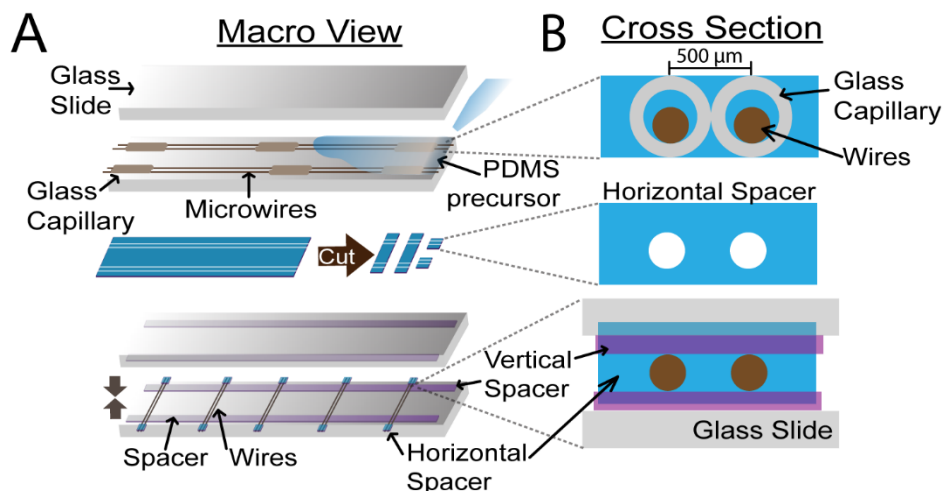 A
Macro View
Glass
Slide
Glass
Capillary
Microwires
PDMS
precursor
Cut
Spacer
Wires
Vertical
Spacer
Horizontal
Spacer
B
Cross Section
500 µm
Glass
Capillary
Wires
Horizontal Spacer
Glass Slide